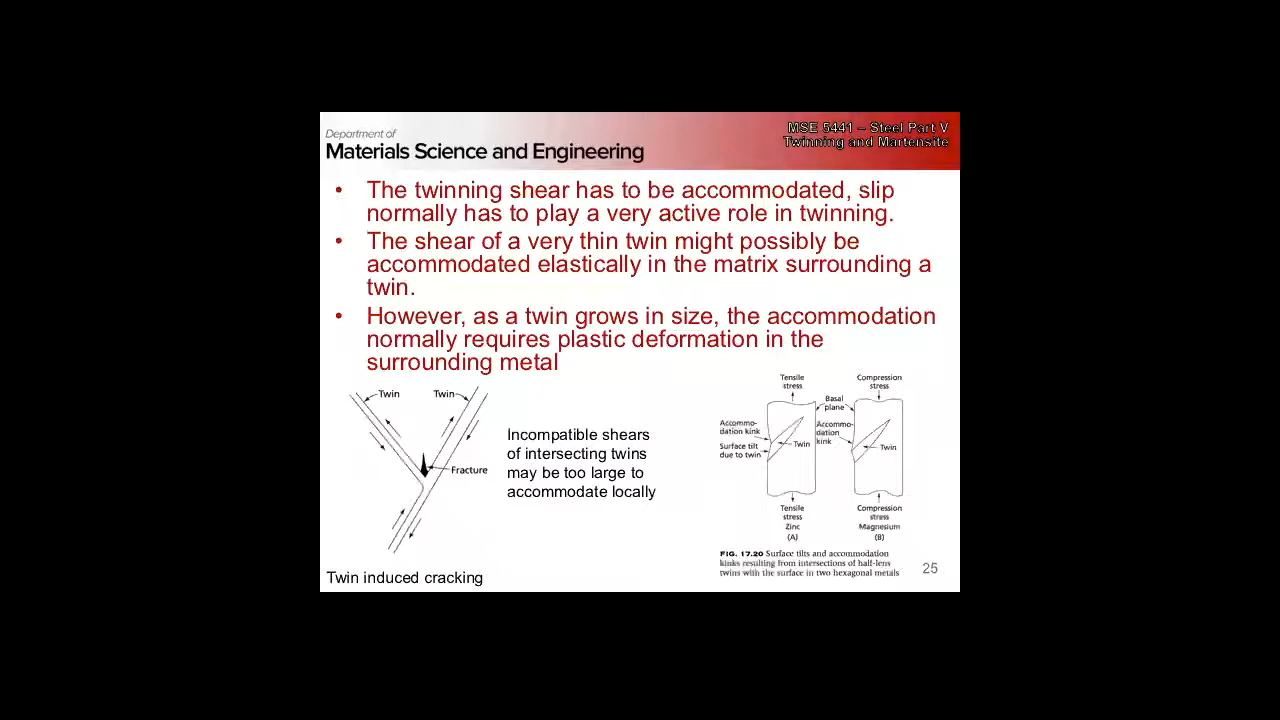 Department of
Materials Science and Engineering
MSE 5441 – Steel Part V
Twinning and Martensite
• The twinning shear has to be accommodated, slip
normally has to play a very active role in twinning.
• The shear of a very thin twin might possibly be
accommodated elastically in the matrix surrounding a
twin.
• However, as a twin grows in size, the accommodation
normally requires plastic deformation in the
surrounding metal
Twin
Twin
Fracture
Twin induced cracking
Incompatible shears
of intersecting twins
may be too large to
accommodate locally
Tensile
stress
Accommo-
dation kink
Surface tilt
due to twin
Twin
Basal
plane
Tensile
stress
Zinc
(A)
Compression
stress
Accommo-
dation
kink
Twin
Compression
stress
Magnesium
(B)
FIG. 17.20 Surface tilts and accommodation
kinks resulting from intersections of half-lens
twins with the surface in two hexagonal metals
25